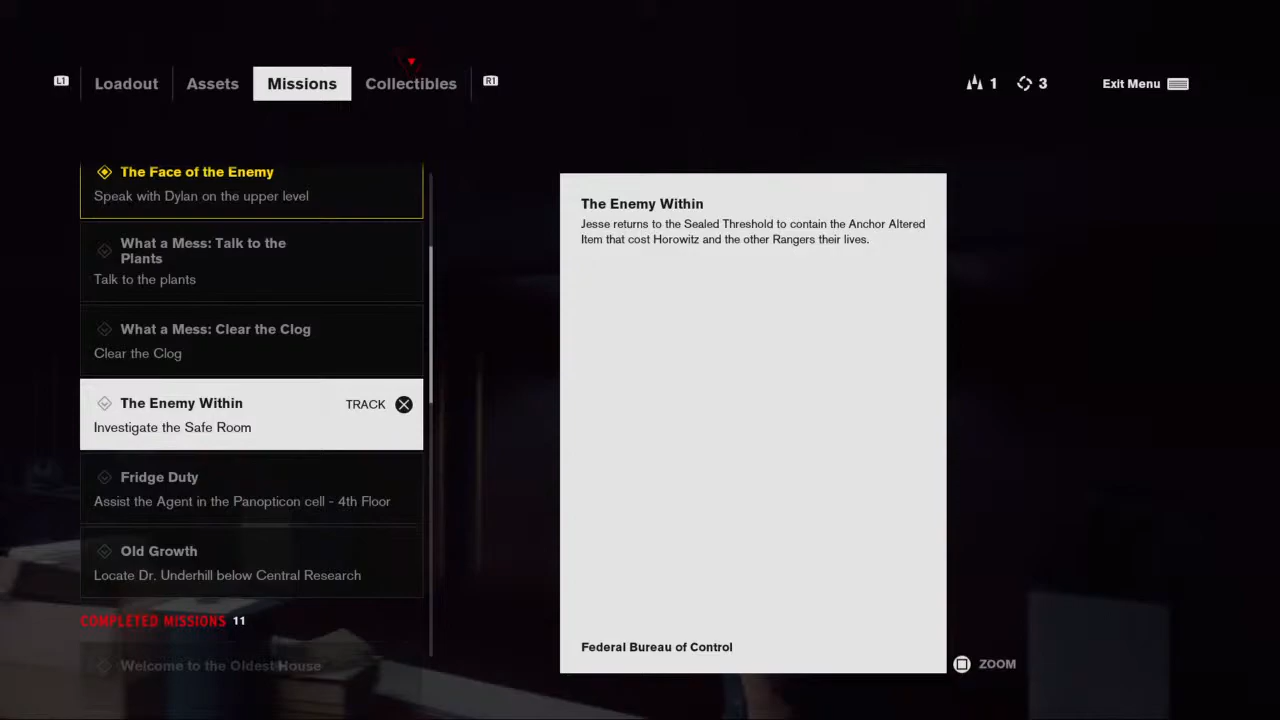 L1
Loadout
Assets
Missions
Collectibles
R1
1
3
Exit Menu
The Face of the Enemy
Speak with Dylan on the upper level
What a Mess: Talk to the
Plants
Talk to the plants
What a Mess: Clear the Clog
Clear the Clog
The Enemy Within
TRACK
Investigate the Safe Room
Fridge Duty
Assist the Agent in the Panopticon cell - 4th Floor
Old Growth
Locate Dr. Underhill below Central Research
COMPLETED MISSIONS 11
Welcome to the Oldest House
The Enemy Within
Jesse returns to the Sealed Threshold to contain the Anchor Altered
Item that cost Horowitz and the other Rangers their lives.
Federal Bureau of Control
ZOOM